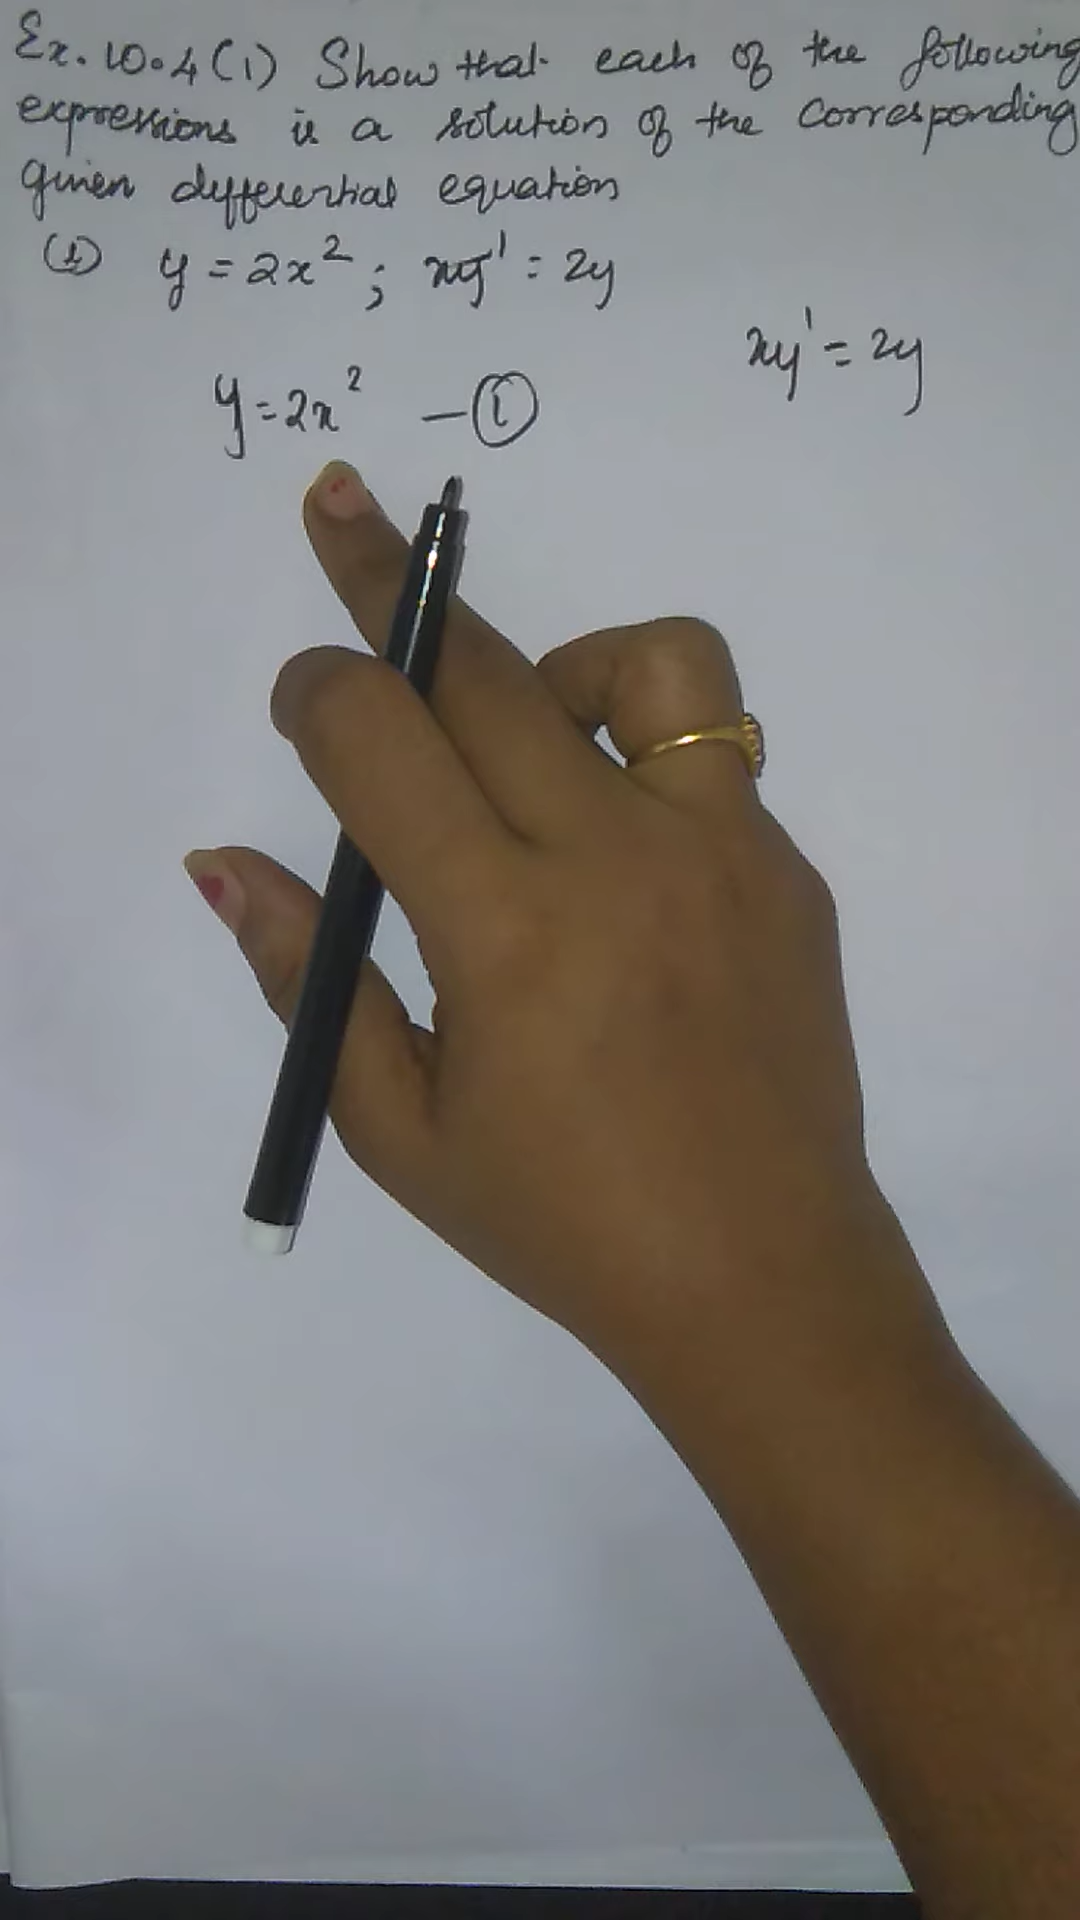 Ex. 10.4 (1) Show that each of the following
expressions is a solution of the corresponding
given differential equation
(i) y = 2x²; xy' = 2y
xy' = 2y
y = 2x² — ①